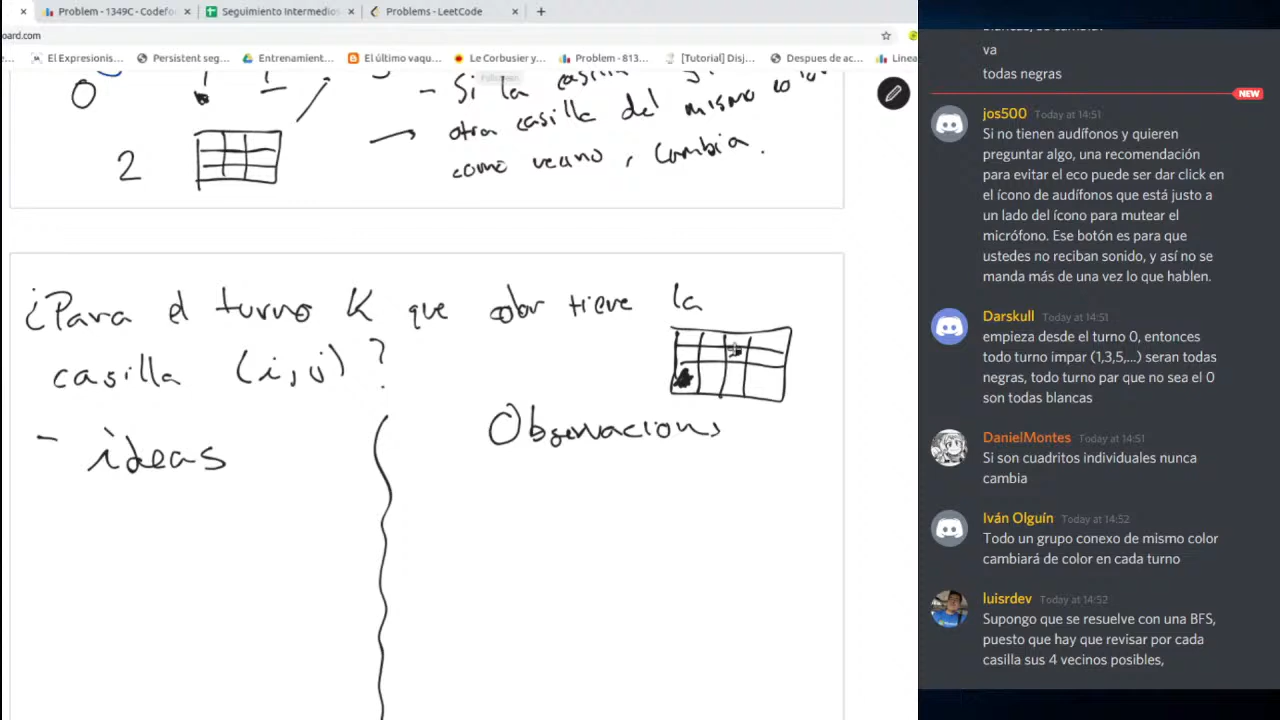 Problem - 1349C - Codefo
Seguimiento Intermedios
Problems - LeetCode
oard.com
El Expresionis...
Persistent seg...
Entrenamient...
El último vaqu...
Le Corbusier y...
Problem - 813...
[Tutorial] Disj...
Despues de ac...
Linea
0
- Si la casilla
otra casilla del mismo
como vecino, cambia.
2
¿Para el turno K que color tiene la
casilla (i,j)?
- ideas
Observaciones
va
todas negras
NEW
jos500 Today at 14:51
Si no tienen audífonos y quieren
preguntar algo, una recomendación
para evitar el eco puede ser dar click en
el ícono de audífonos que está justo a
un lado del ícono para mutear el
micrófono. Ese botón es para que
ustedes no reciban sonido, y así no se
manda más de una vez lo que hablen.
Darskull Today at 14:51
empieza desde el turno 0, entonces
todo turno impar (1,3,5,...) seran todas
negras, todo turno par que no sea el 0
son todas blancas
DanielMontes Today at 14:51
Si son cuadritos individuales nunca
cambia
Iván Olguín Today at 14:52
Todo un grupo conexo de mismo color
cambiará de color en cada turno
luisrdev Today at 14:52
Supongo que se resuelve con una BFS,
puesto que hay que revisar por cada
casilla sus 4 vecinos posibles,